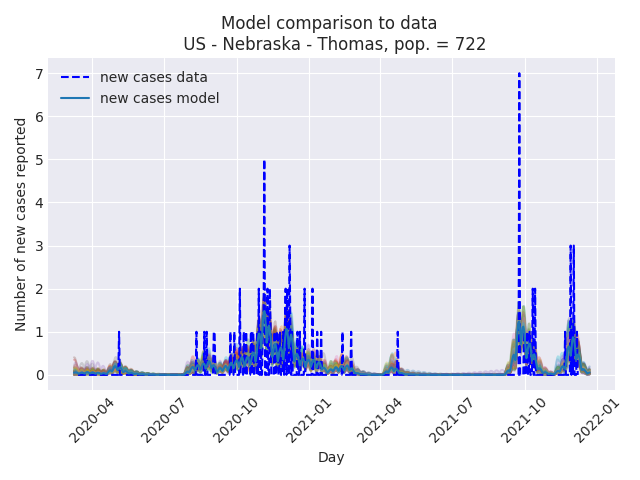 Model comparison to data
US - Nebraska - Thomas, pop. = 722
new cases data
new cases model
Number of new cases reported
7
6
5
4
3
2
1
0
2020-04
2020-07
2020-10
2021-01
2021-04
2021-07
2021-10
2022-01
Day